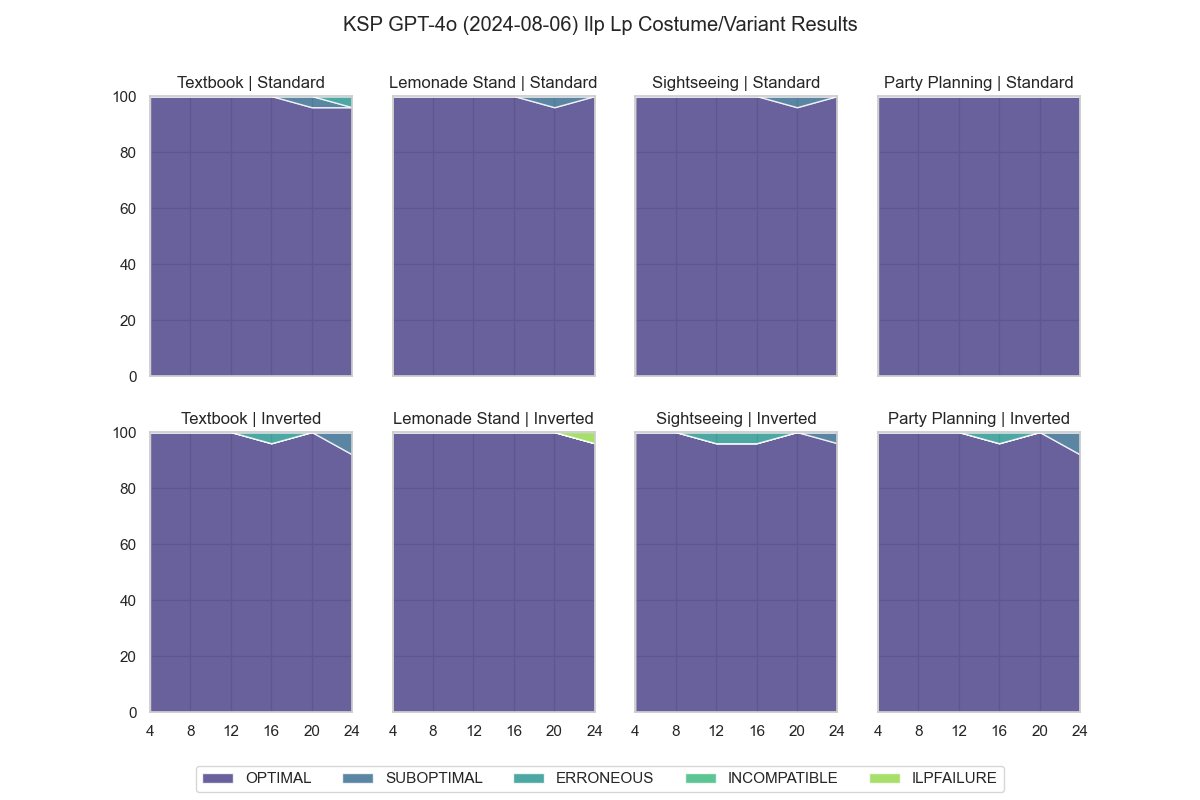 KSP GPT-4o (2024-08-06) llp Lp Costume/Variant Results
Textbook | Standard
Lemonade Stand | Standard
Sightseeing | Standard
Party Planning | Standard
100
80
60
40
20
0
Textbook | Inverted
Lemonade Stand | Inverted
Sightseeing | Inverted
Party Planning | Inverted
100
80
60
40
20
0
4 8 12 16 20 24
4 8 12 16 20 24
4 8 12 16 20 24
4 8 12 16 20 24
OPTIMAL SUBOPTIMAL ERRONEOUS INCOMPATIBLE ILPFAILURE